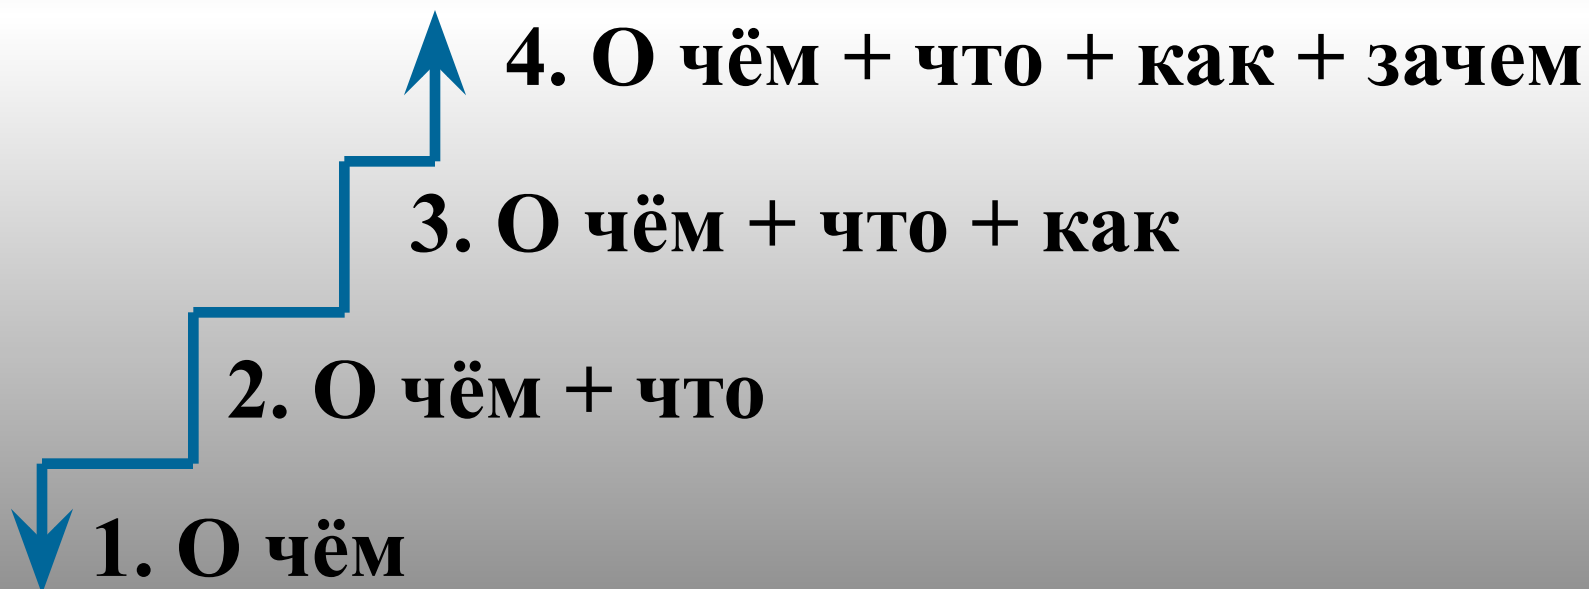 4. О чём + что + как + зачем
3. О чём + что + как
2. О чём + что
1. О чём